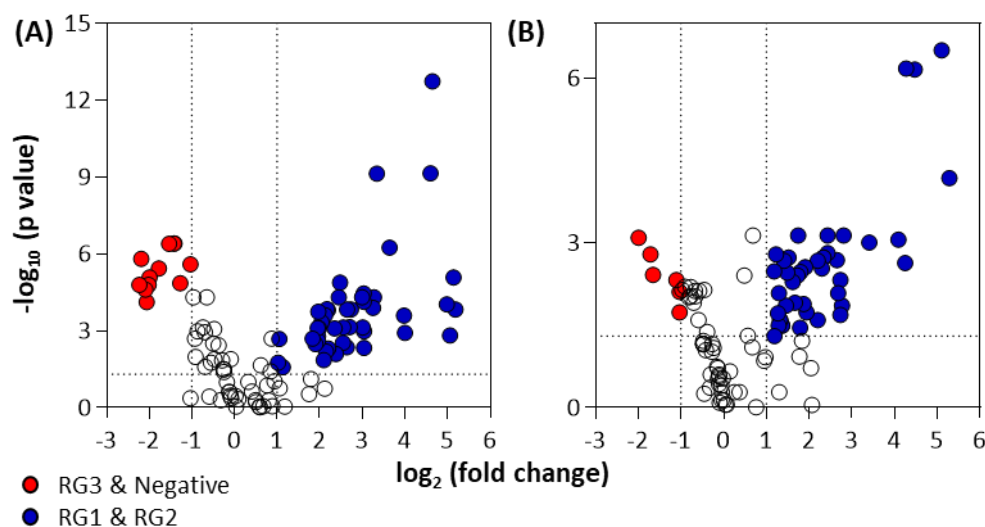 (A)
(B)
-log10 (p value)
15
12
9
6
3
0
-3 -2 -1 0 1 2 3 4 5 6
6
3
0
-3 -2 -1 0 1 2 3 4 5 6
log2 (fold change)
RG3 & Negative
RG1 & RG2